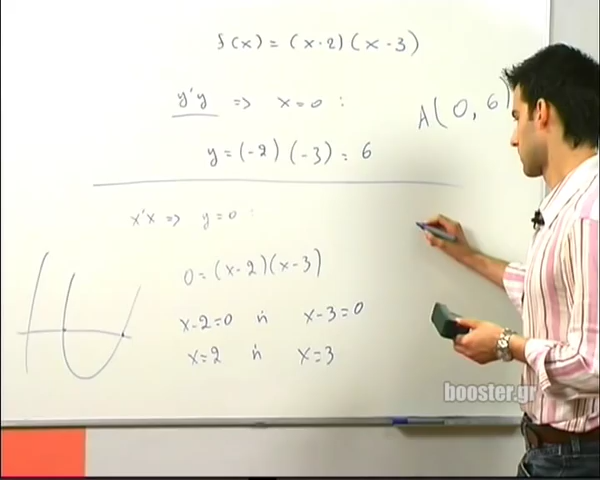 f(x) = (x-2)(x-3)
y'y => x=0 :
A(0, 6)
y = (-2)(-3) = 6
x'x => y=0 :
0 = (x-2)(x-3)
x-2=0 ή x-3=0
x=2 ή x=3
booster.gr